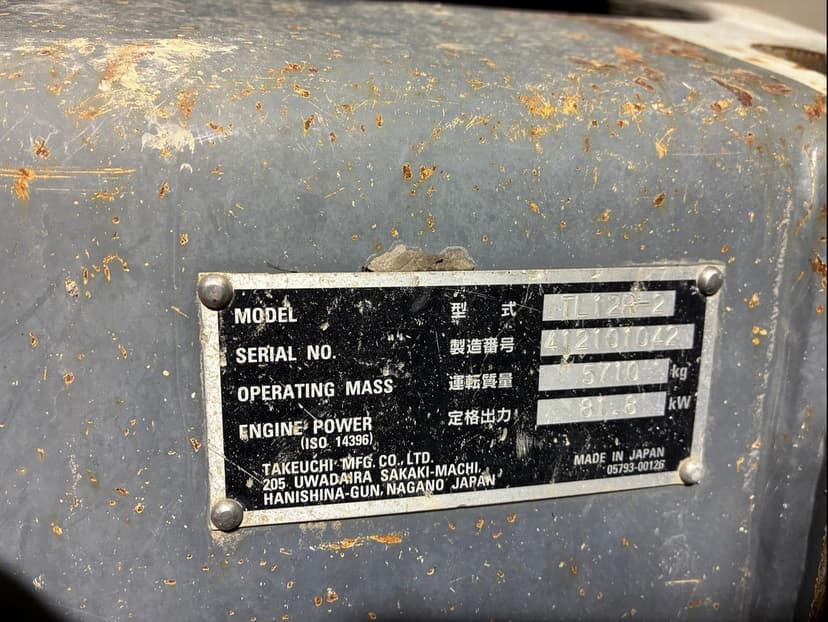 MODEL 型 式 TL12R-2
SERIAL NO. 製造番号 412101042
OPERATING MASS 運転質量 5710 kg
ENGINE POWER 定格出力 81.8 kW
(ISO 14396)
TAKEUCHI MFG. CO. LTD.
205 UWADAIRA SAKAKI-MACHI,
HANISHINA-GUN, NAGANO JAPAN
MADE IN JAPAN
05793-00126